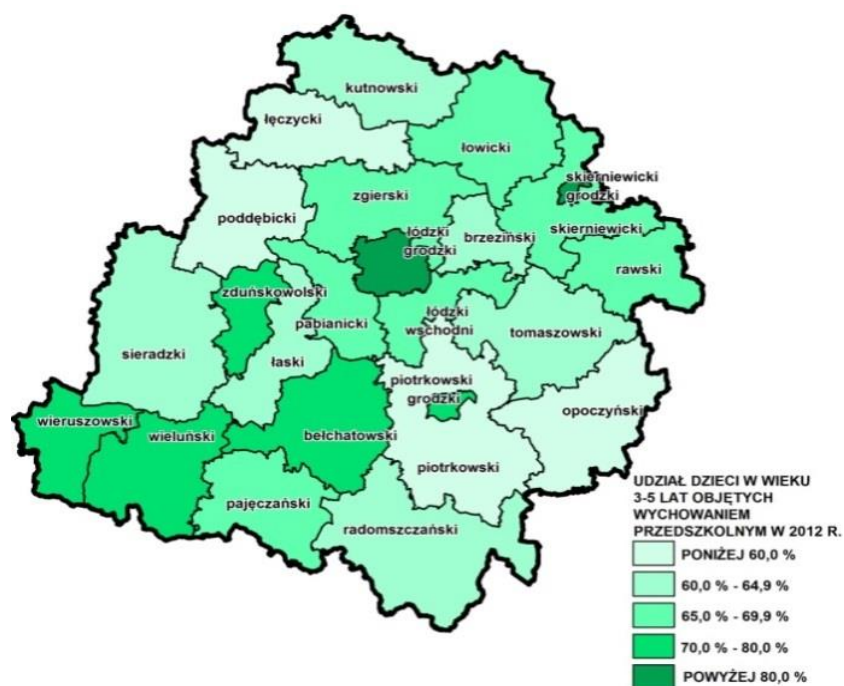 kutnowski
łęczycki
łowicki
skierniewicki
grodzki
zgierski
poddębicki
łódzki
grodzki
brzeziński
skierniewicki
rawski
zduńskowolski
pabianicki
łódzki
wschodni
tomaszowski
sieradzki
łaski
piotrkowski
grodzki
opoczyński
wieruszowski
wieluński
bełchatowski
piotrkowski
pajęczański
radomszczański
UDZIAŁ DZIECI W WIEKU
3-5 LAT OBJĘTYCH
WYCHOWANIEM
PRZEDSZKOLNYM W 2012 R.
PONIŻEJ 60,0 %
60,0 % - 64,9 %
65,0 % - 69,9 %
70,0 % - 80,0 %
POWYŻEJ 80,0 %